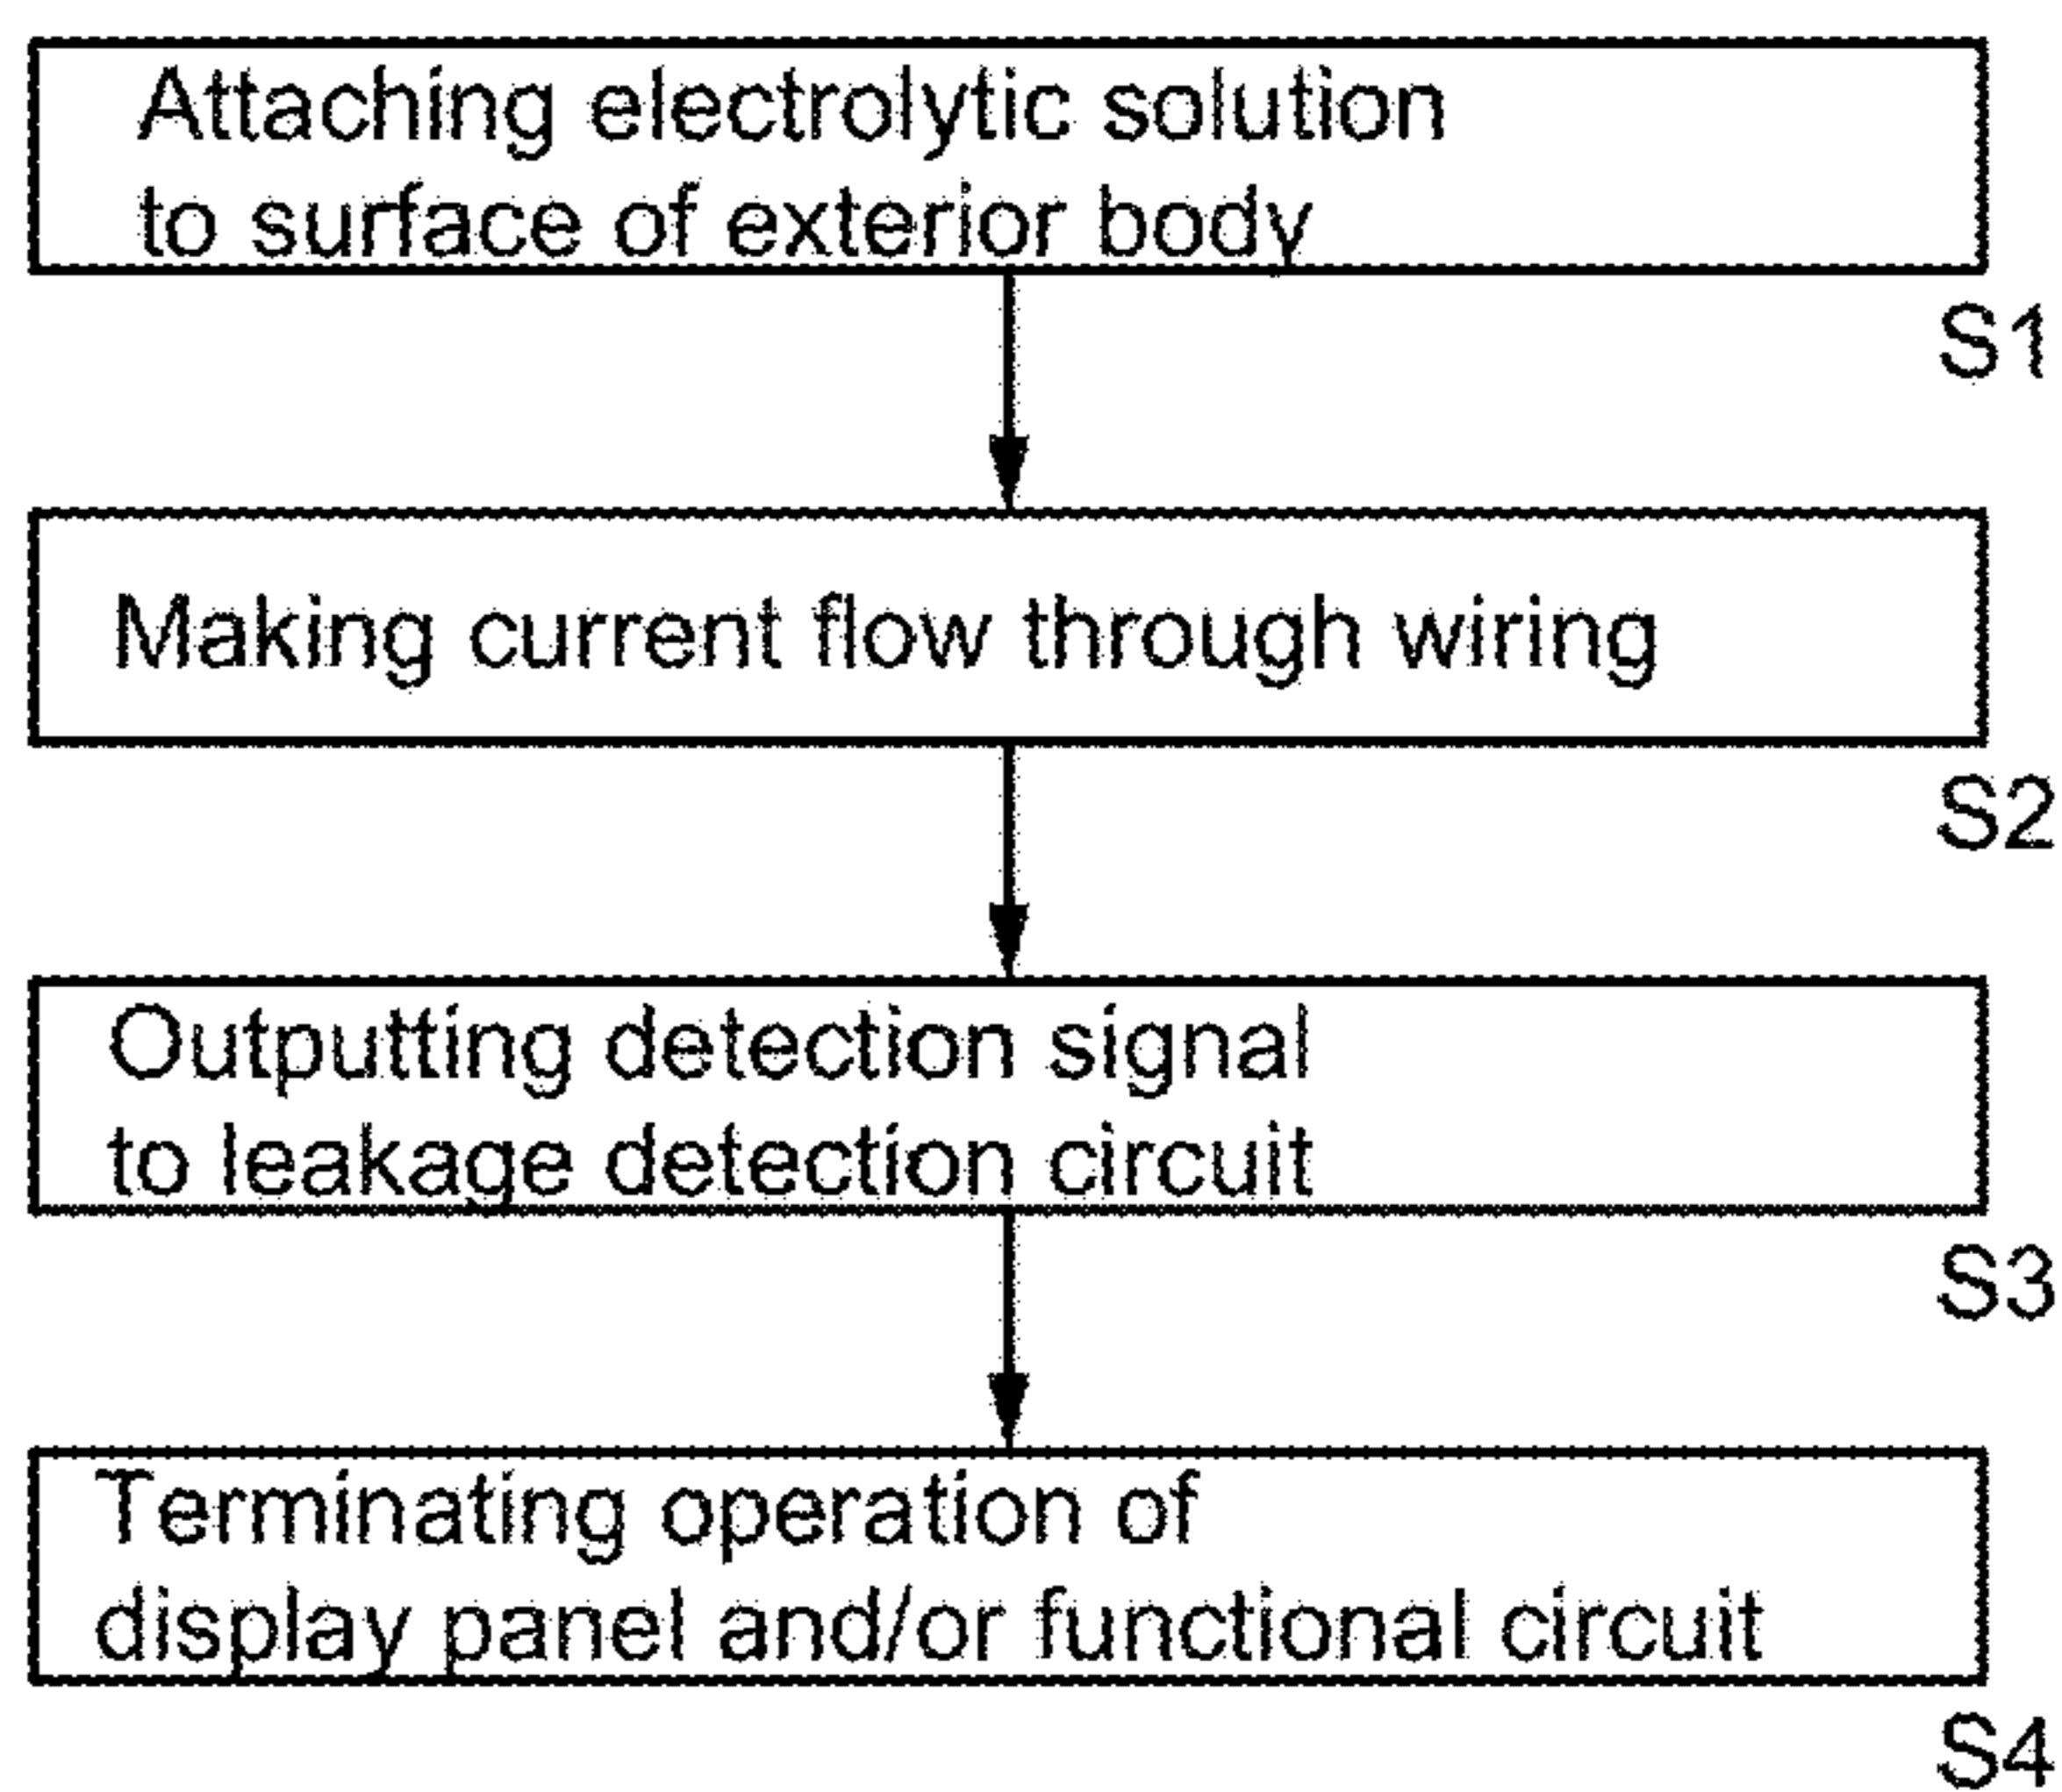 Attaching electrolytic solution
to surface of exterior body
S1
Making current flow through wiring
S2
Outputting detection signal
to leakage detection circuit
S3
Terminating operation of
display panel and/or functional circuit
S4